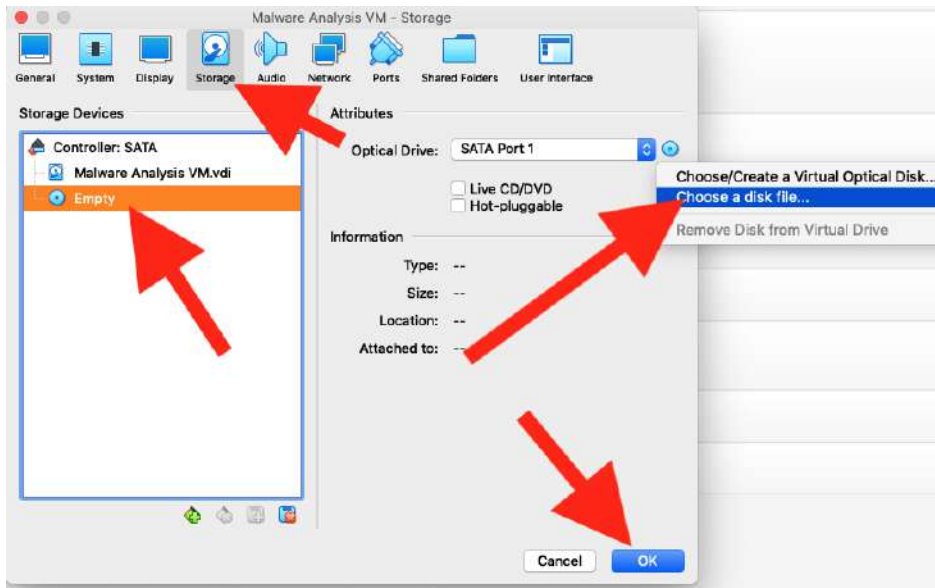 Malware Analysis VM - Storage
General System Display Storage Audio Network Ports Shared Folders User Interface
Storage Devices
Controller: SATA
Malware Analysis VM.vdi
Empty
Attributes
Optical Drive: SATA Port 1
Live CD/DVD
Hot-pluggable
Choose/Create a Virtual Optical Disk...
Choose a disk file...
Remove Disk from Virtual Drive
Information
Type: --
Size: --
Location: --
Attached to: --
Cancel OK